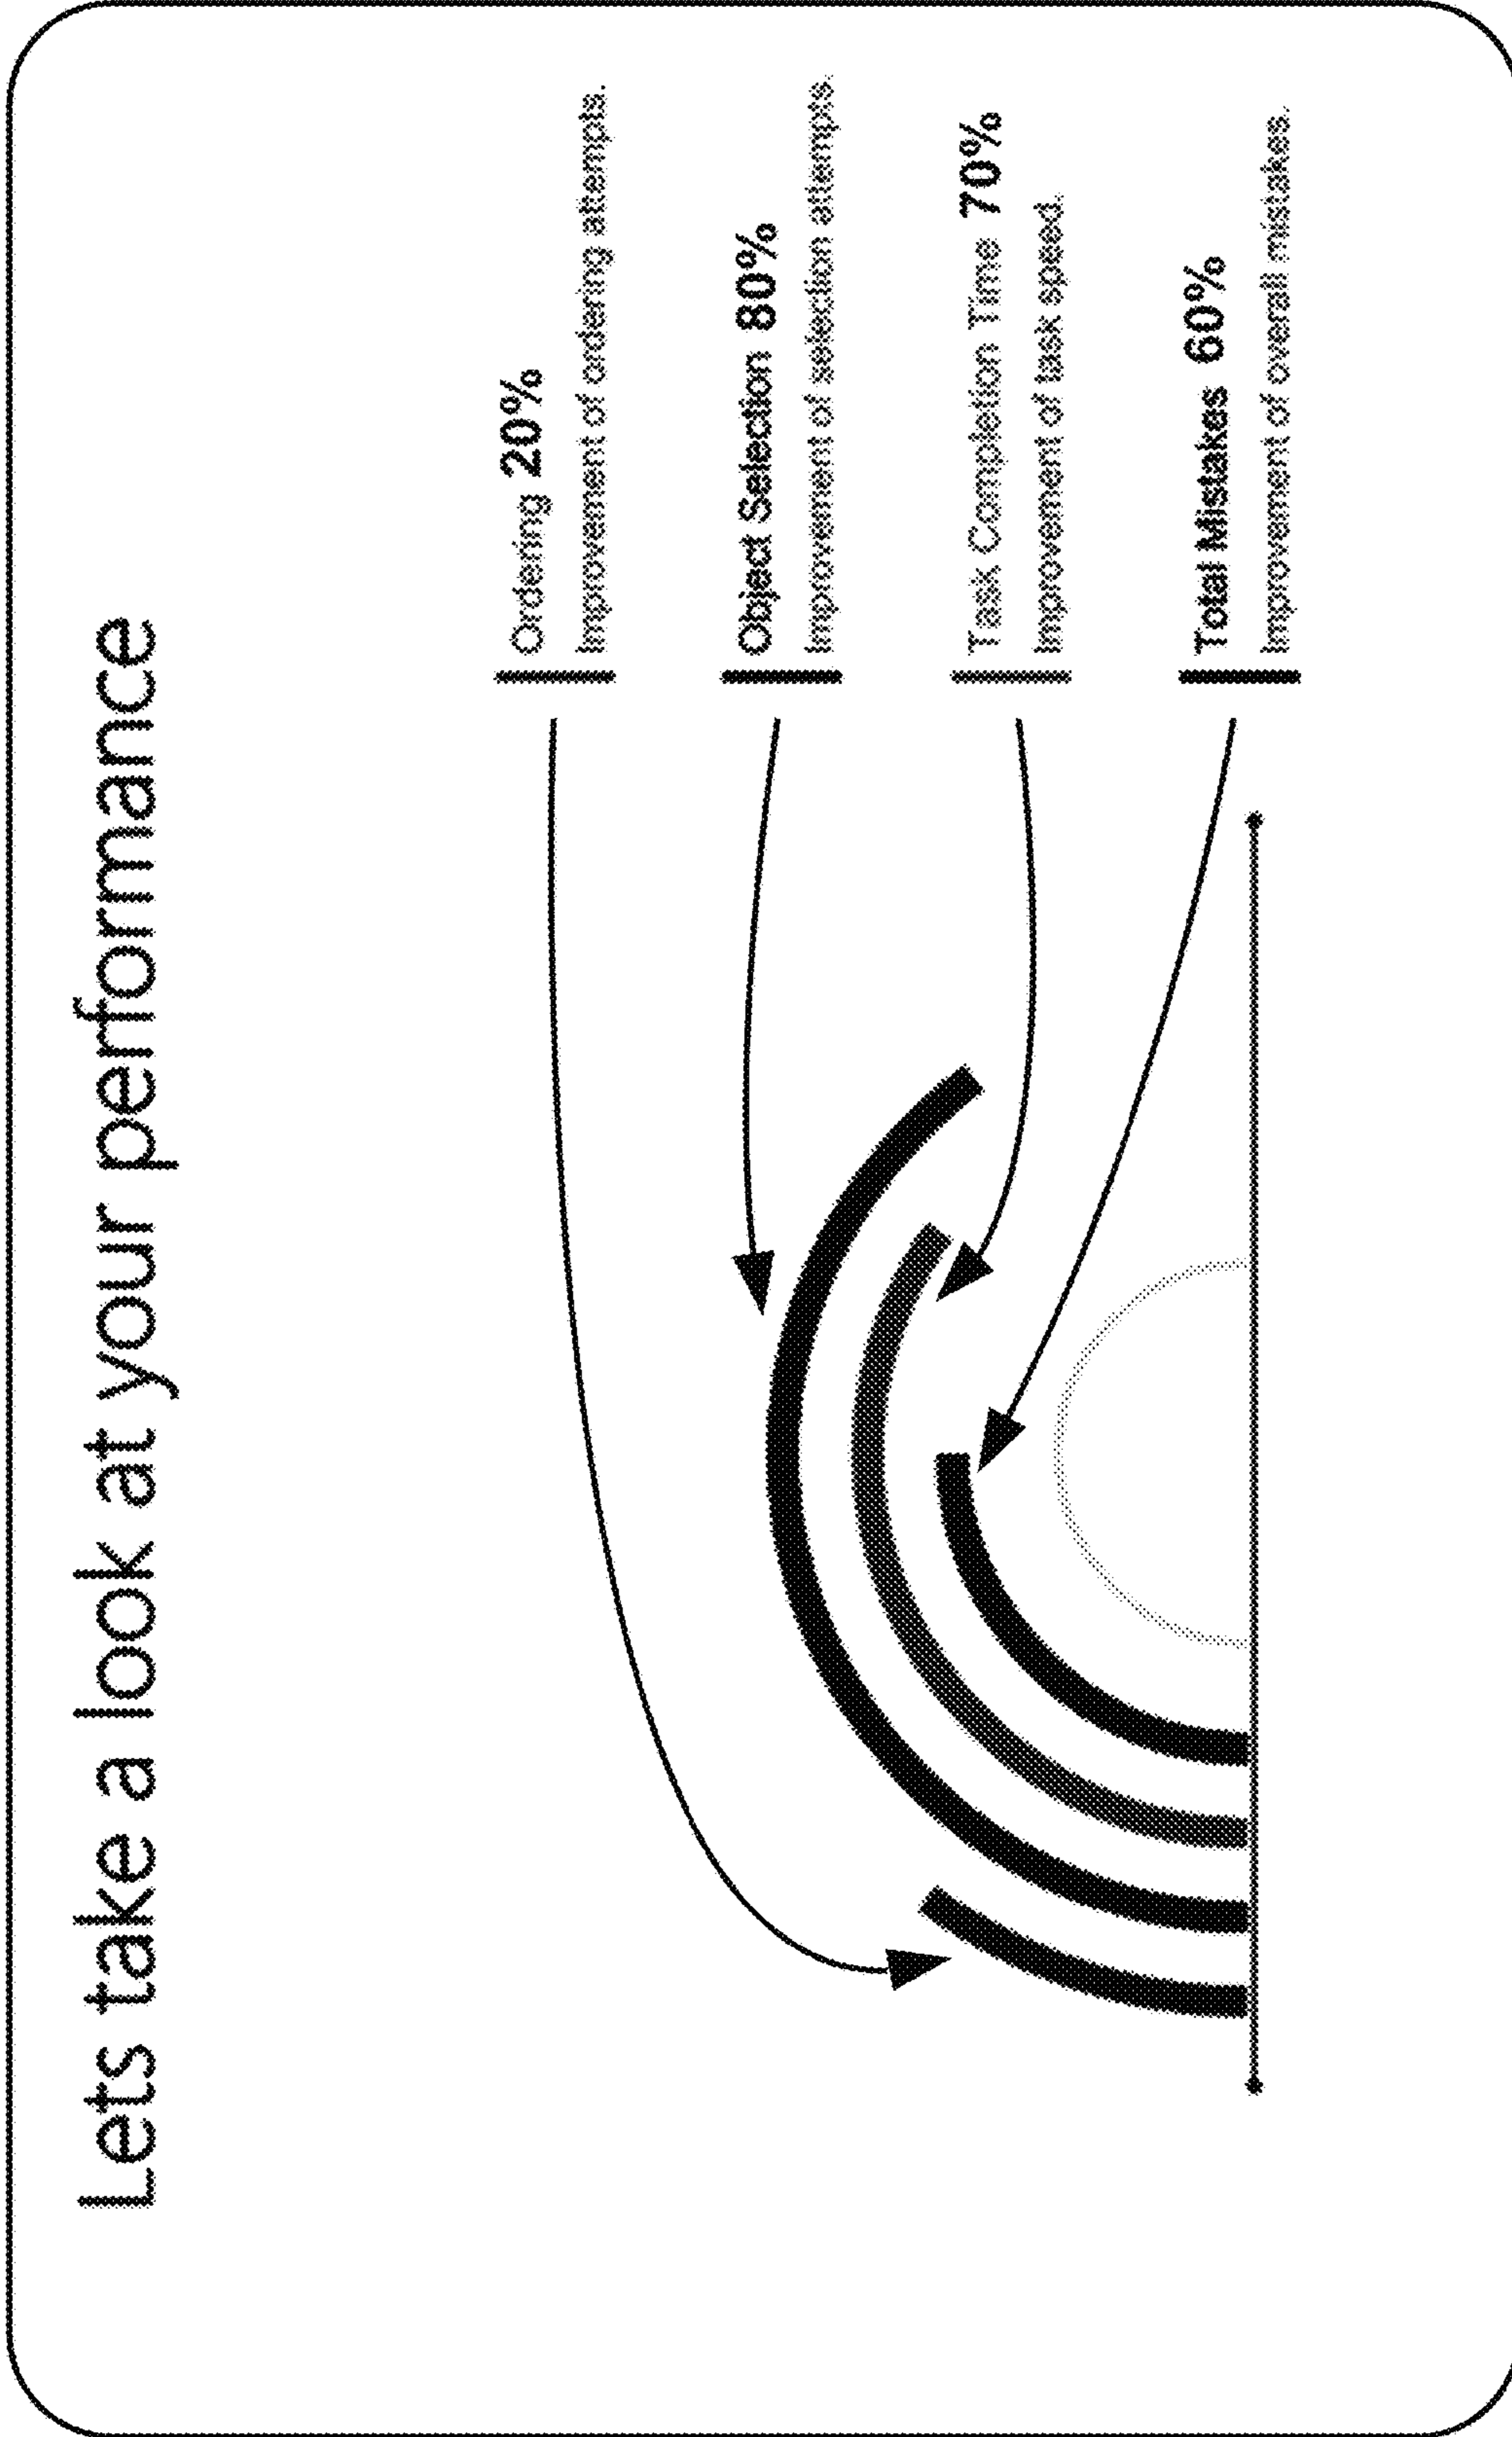 Lets take a look at your performance
Ordering 20%
Improvement of ordering attempts.
Object Selection 80%
Improvement of selection attempts.
Task Completion Time 70%
Improvement of task speed.
Total Mistakes 60%
Improvement of overall mistakes.